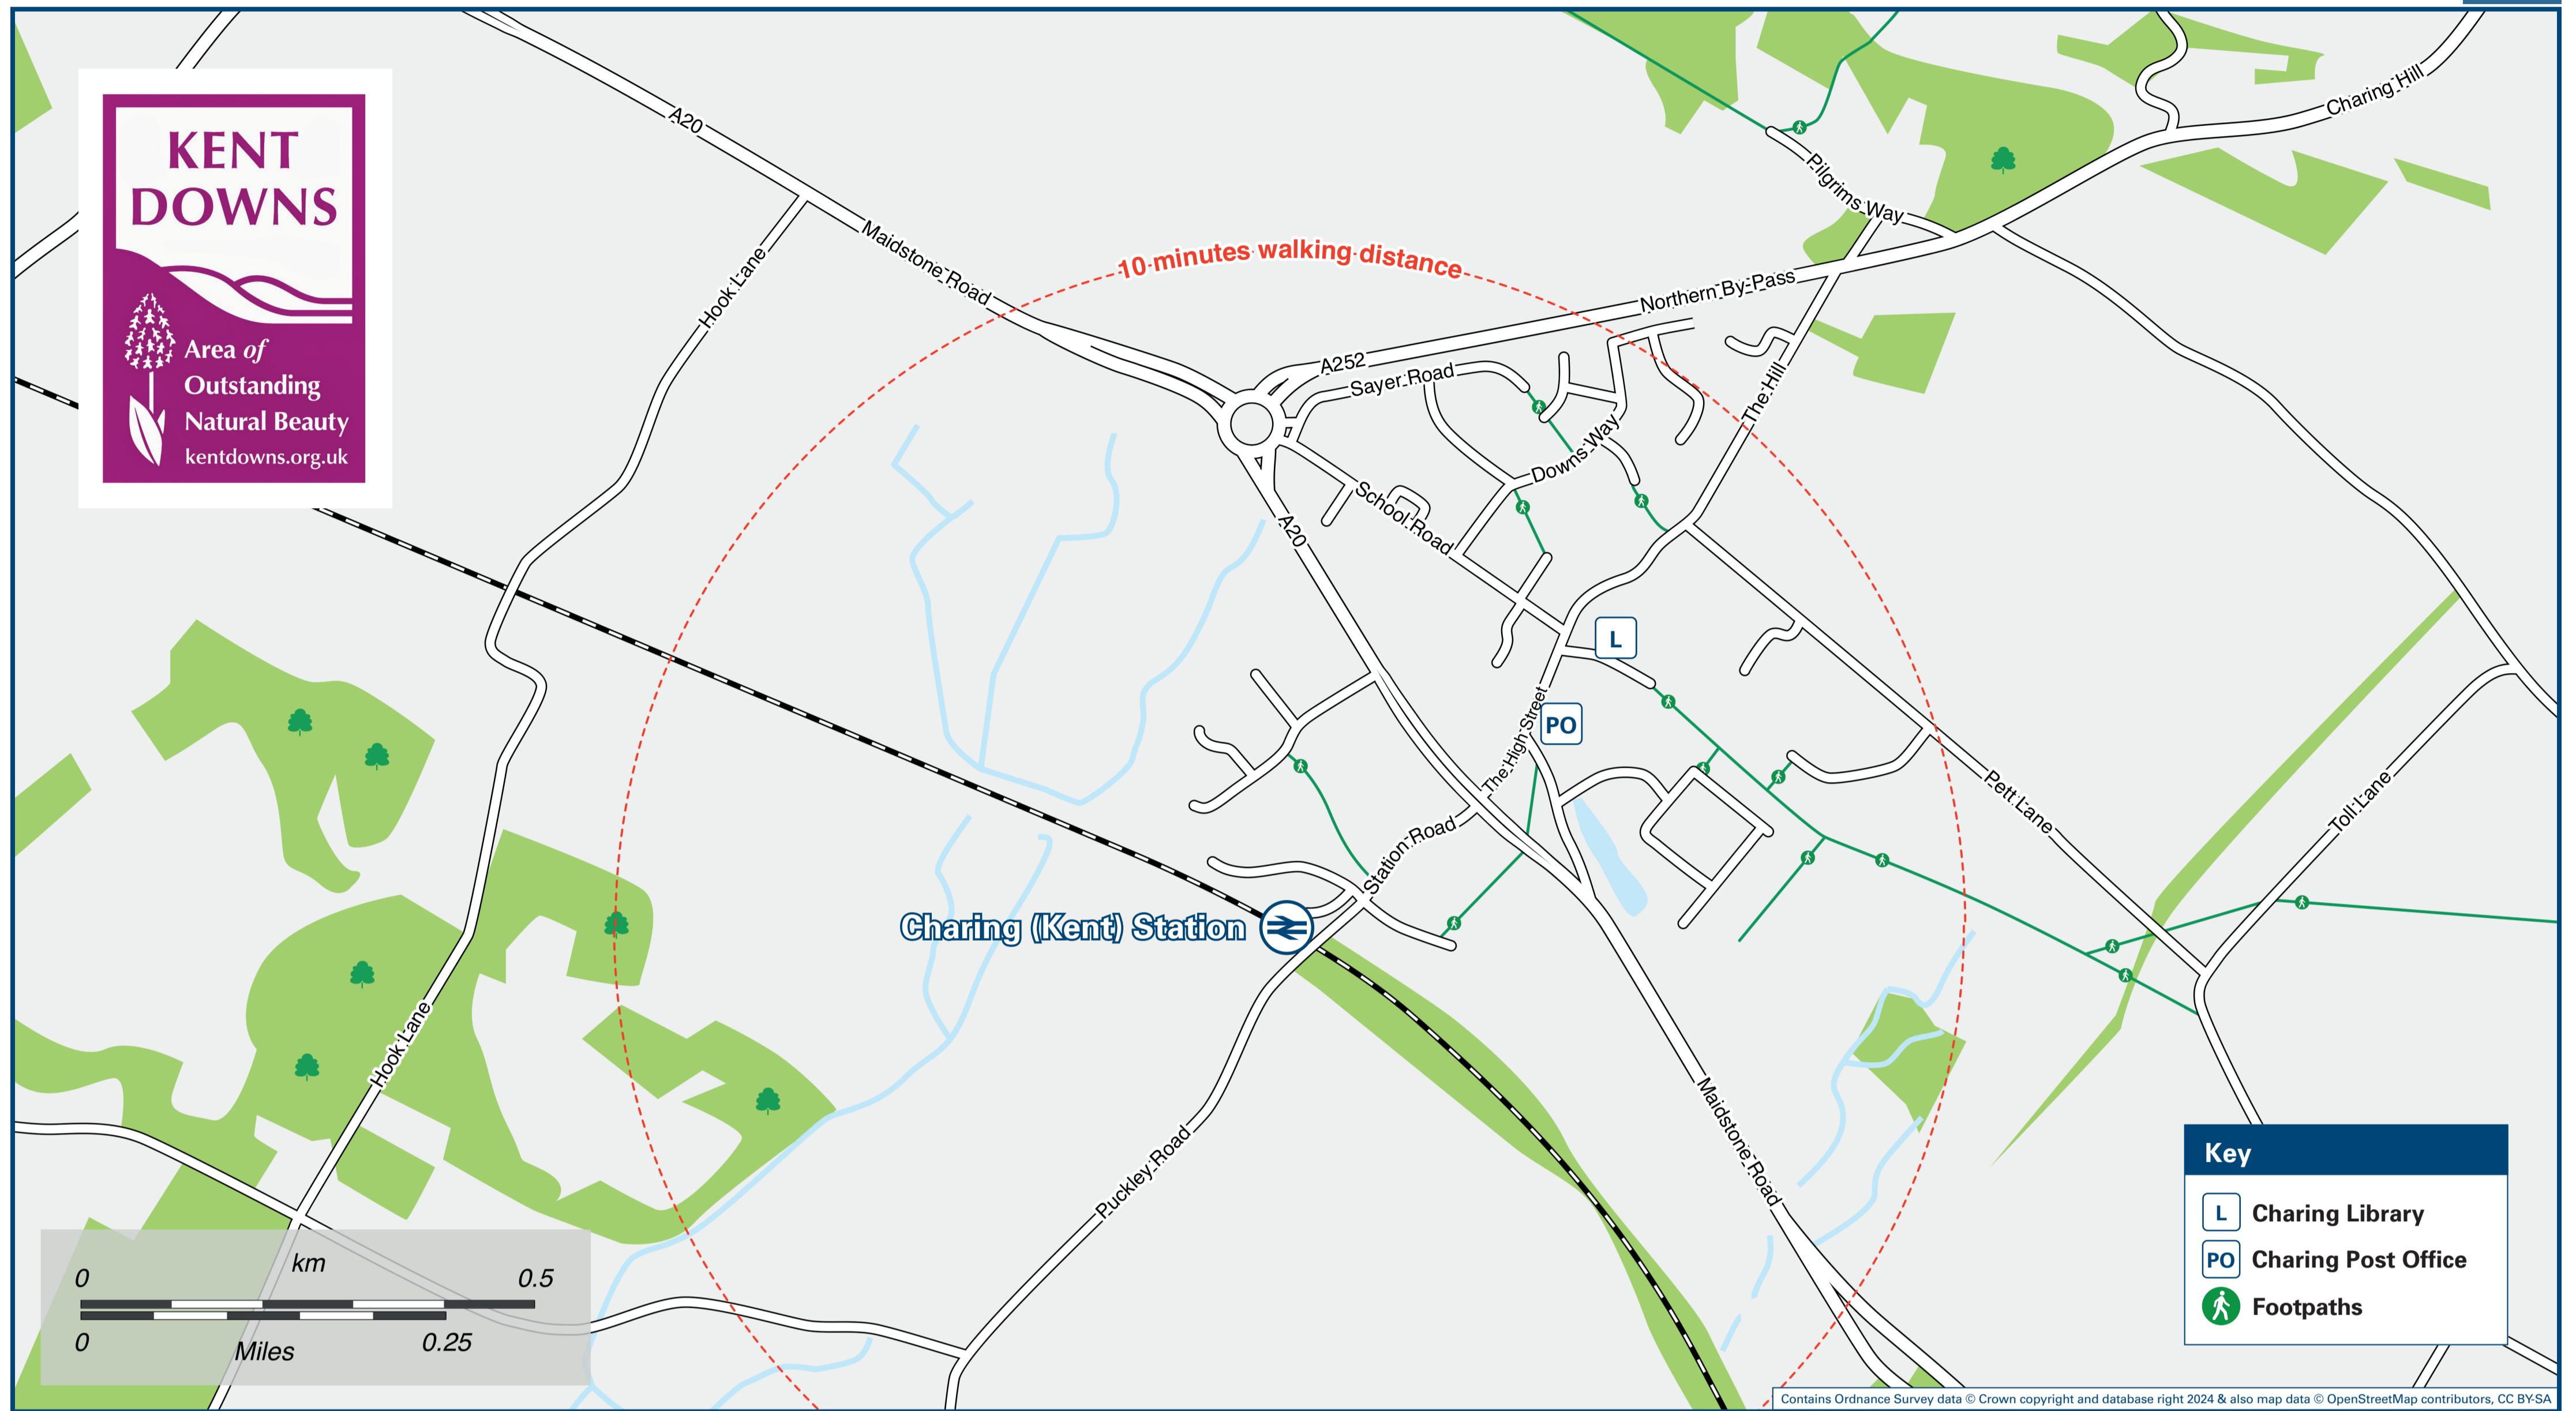 KENT
DOWNS
Area of
Outstanding
Natural Beauty
kentdowns.org.uk
A20
Maidstone Road
Hook Lane
10 minutes walking distance
Pilgrims Way
Charing Hill
Northern By-Pass
A252
Sayer Road
The Hill
Downs Way
School Road
A20
L
The High Street
PO
Station Road
Pett Lane
Toll Lane
Charing (Kent) Station
Hook Lane
Puckley Road
Maidstone Road
km
0 0.5
0 0.25
Miles
Key
L Charing Library
PO Charing Post Office
Footpaths
Contains Ordnance Survey data © Crown copyright and database right 2024 & also map data © OpenStreetMap contributors, CC BY-SA